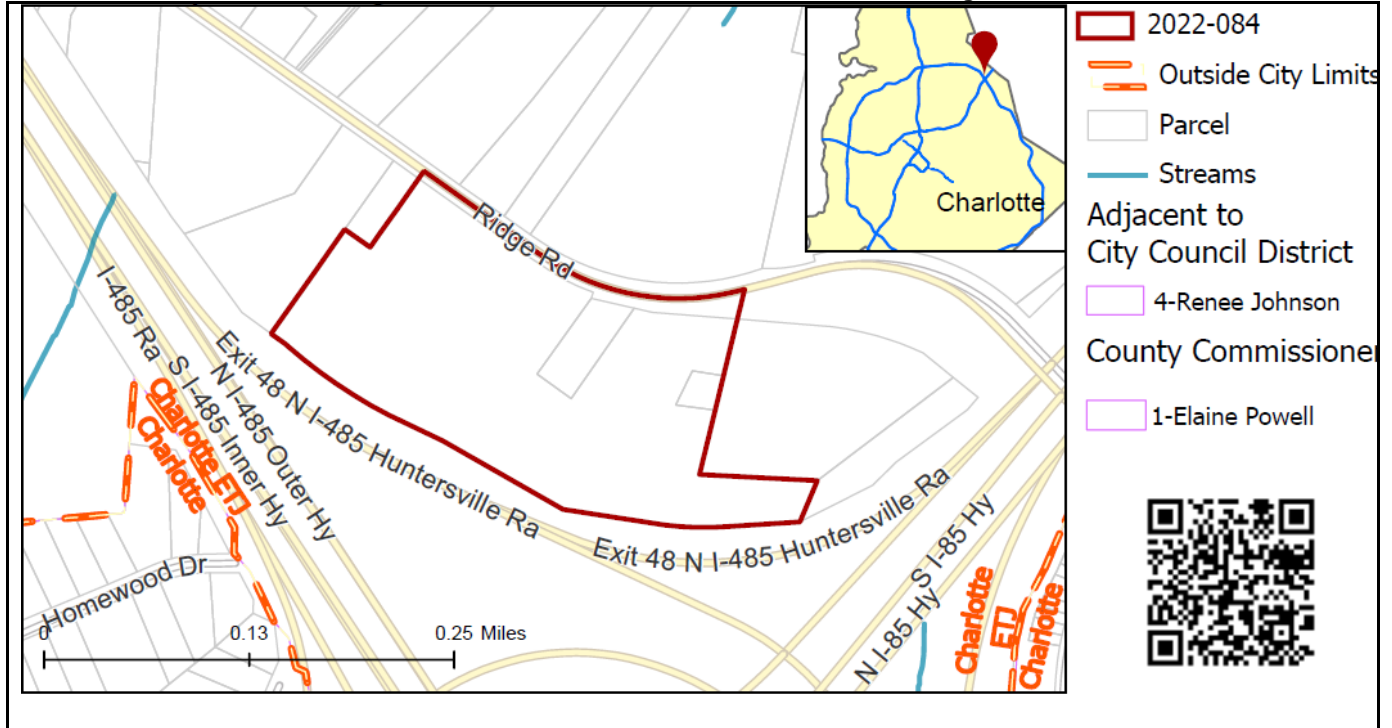 2022-084
Outside City Limits
Parcel
Streams
Adjacent to
City Council District
4-Renee Johnson
County Commissioner
1-Elaine Powell
Charlotte
Ridge Rd
I-485 Ra
S I-485 Inner Hy
N I-485 Outer Hy
Exit 48 N I-485 Huntersville Ra
Exit 48 N I-485 Huntersville Ra
S I-85 Hy
N I-85 Hy
Charlotte ETJ
Charlotte
Charlotte
ETJ
Charlotte
Homewood Dr
0
0.13
0.25 Miles